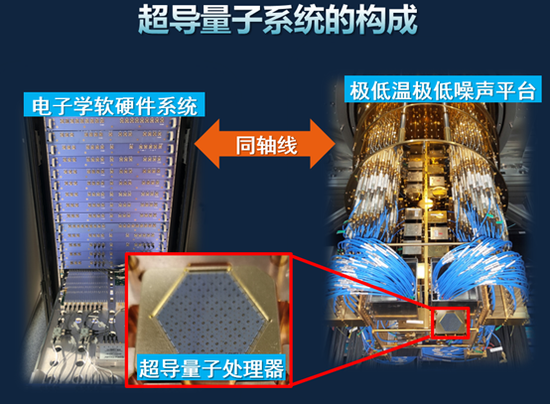 超导量子系统的构成
电子学软硬件系统
极低温极低噪声平台
同轴线
超导量子处理器